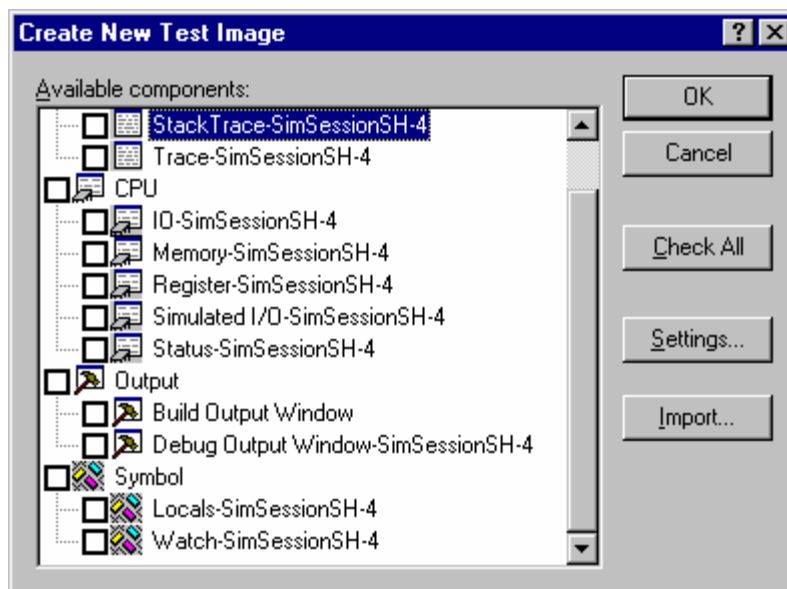 Create New Test Image
Available components:
StackTrace-SimSessionSH-4
Trace-SimSessionSH-4
CPU
IO-SimSessionSH-4
Memory-SimSessionSH-4
Register-SimSessionSH-4
Simulated I/O-SimSessionSH-4
Status-SimSessionSH-4
Output
Build Output Window
Debug Output Window-SimSessionSH-4
Symbol
Locals-SimSessionSH-4
Watch-SimSessionSH-4
OK
Cancel
Check All
Settings...
Import...